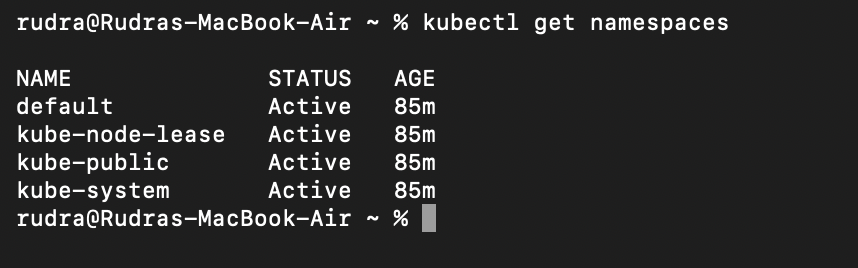 rudra@Rudras-MacBook-Air ~ % kubectl get namespaces
NAME STATUS AGE
default Active 85m
kube-node-lease Active 85m
kube-public Active 85m
kube-system Active 85m
rudra@Rudras-MacBook-Air ~ %